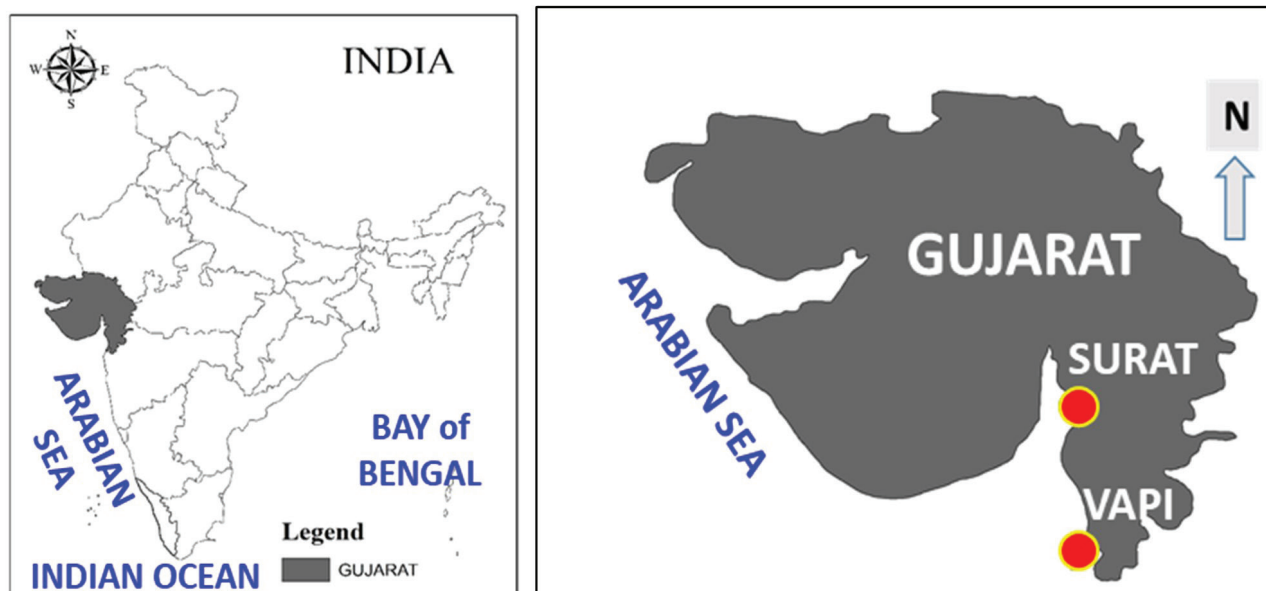 N
W
E
S
INDIA
ARABIAN
SEA
BAY of
BENGAL
Legend
GUJARAT
INDIAN OCEAN
N
GUJARAT
ARABIAN SEA
SURAT
VAPI